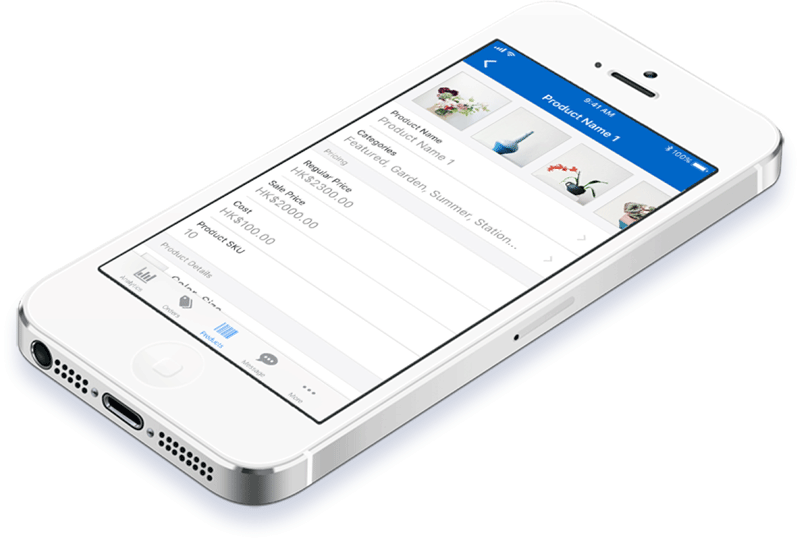 9:41 AM
100%
Product Name 1
Product Name
Product Name 1
Categories
Featured, Garden, Summer, Station...
Pricing
Regular Price
HK$2300.00
Sale Price
HK$2000.00
Cost
HK$100.00
Product SKU
10
Product Details
Color, Size
Analytics
Orders
Products
Message
More